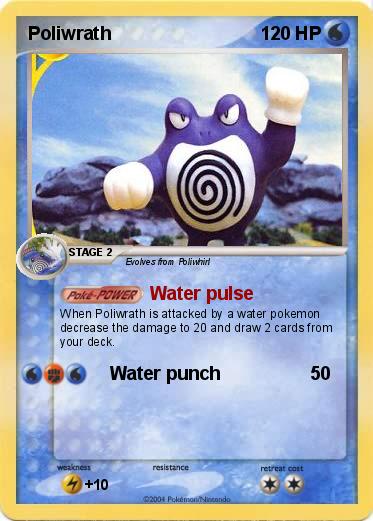 Poliwrath 120 HP
STAGE 2
Evolves from Poliwhirl
Poké-POWER Water pulse
When Poliwrath is attacked by a water pokemon
decrease the damage to 20 and draw 2 cards from
your deck.
Water punch 50
weakness resistance retreat cost
+10
©2004 Pokémon/Nintendo